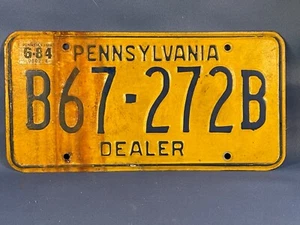 PENNSYLVANIA
6·84
B67-272B
DEALER